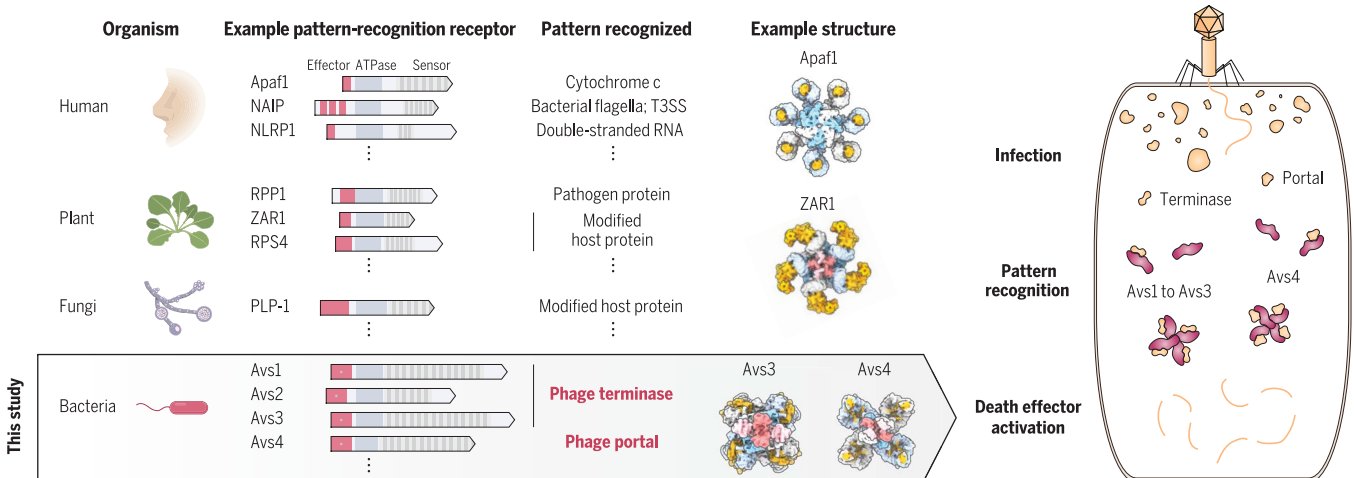 Organism
Example pattern-recognition receptor
Pattern recognized
Example structure
Effector
ATPase
Sensor
Human
Apaf1
Cytochrome c
NAIP
Bacterial flagella; T3SS
NLRP1
Double-stranded RNA
Apaf1
Plant
RPP1
Pathogen protein
ZAR1
RPS4
Modified
host protein
ZAR1
Fungi
PLP-1
Modified host protein
This study
Bacteria
Avs1
Avs2
Avs3
Avs4
Phage terminase
Phage portal
Avs3
Avs4
Infection
Portal
Terminase
Pattern
recognition
Avs1 to Avs3
Avs4
Death effector
activation